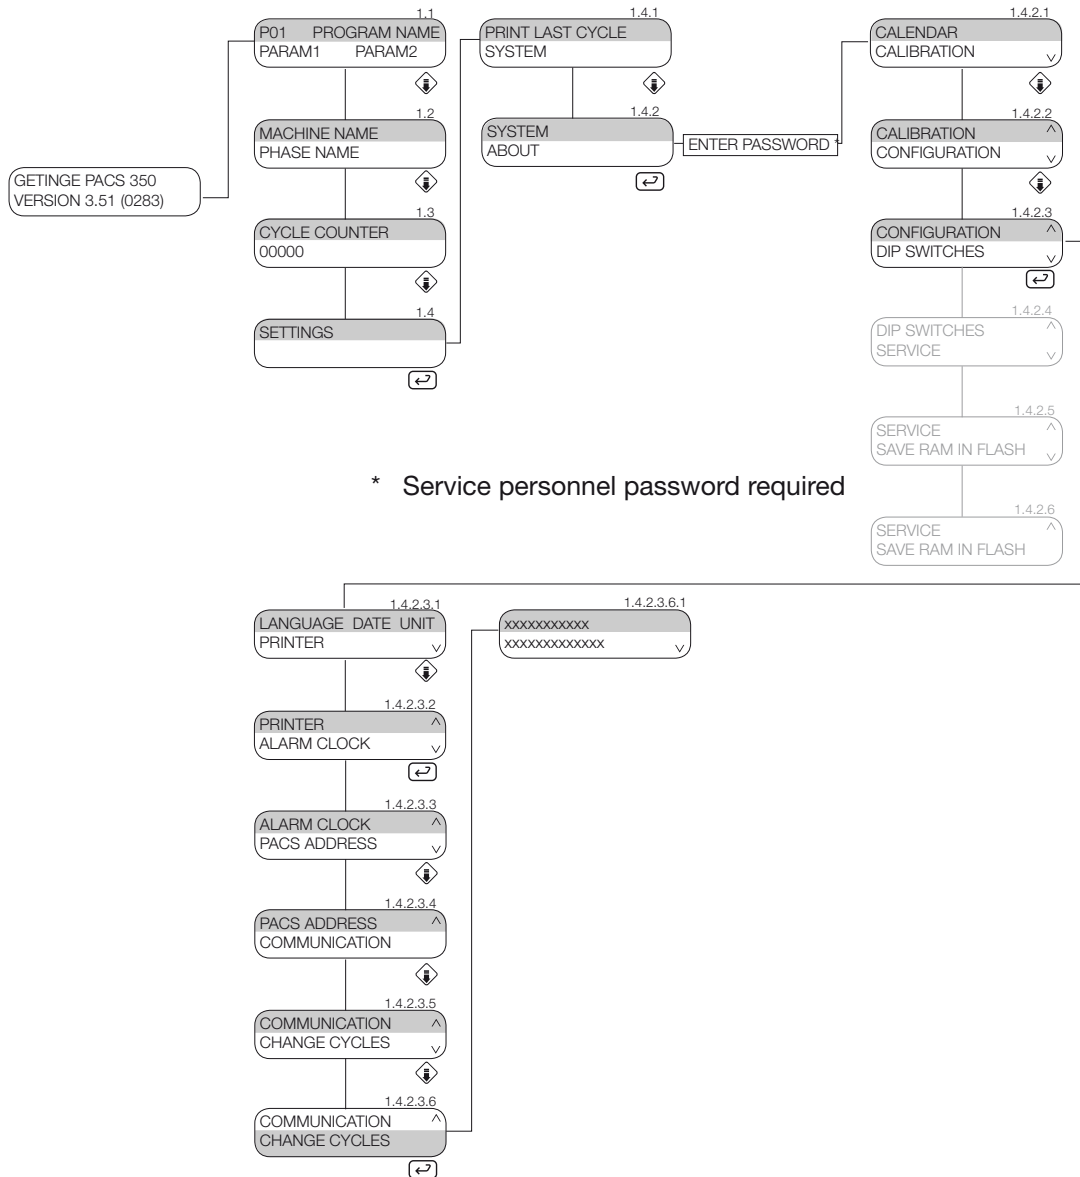 GETINGE PACS 350
VERSION 3.51 (0283)
1.1
P01 PROGRAM NAME
PARAM1 PARAM2
1.2
MACHINE NAME
PHASE NAME
1.3
CYCLE COUNTER
00000
1.4
SETTINGS
1.4.1
PRINT LAST CYCLE
SYSTEM
1.4.2
SYSTEM
ABOUT
ENTER PASSWORD *
1.4.2.1
CALENDAR
CALIBRATION
1.4.2.2
CALIBRATION
CONFIGURATION
1.4.2.3
CONFIGURATION
DIP SWITCHES
1.4.2.4
DIP SWITCHES
SERVICE
1.4.2.5
SERVICE
SAVE RAM IN FLASH
1.4.2.6
SERVICE
SAVE RAM IN FLASH
* Service personnel password required
1.4.2.3.1
LANGUAGE DATE UNIT
PRINTER
1.4.2.3.2
PRINTER
ALARM CLOCK
1.4.2.3.3
ALARM CLOCK
PACS ADDRESS
1.4.2.3.4
PACS ADDRESS
COMMUNICATION
1.4.2.3.5
COMMUNICATION
CHANGE CYCLES
1.4.2.3.6
COMMUNICATION
CHANGE CYCLES
1.4.2.3.6.1
xxxxxxxxxxx
xxxxxxxxxxxxx